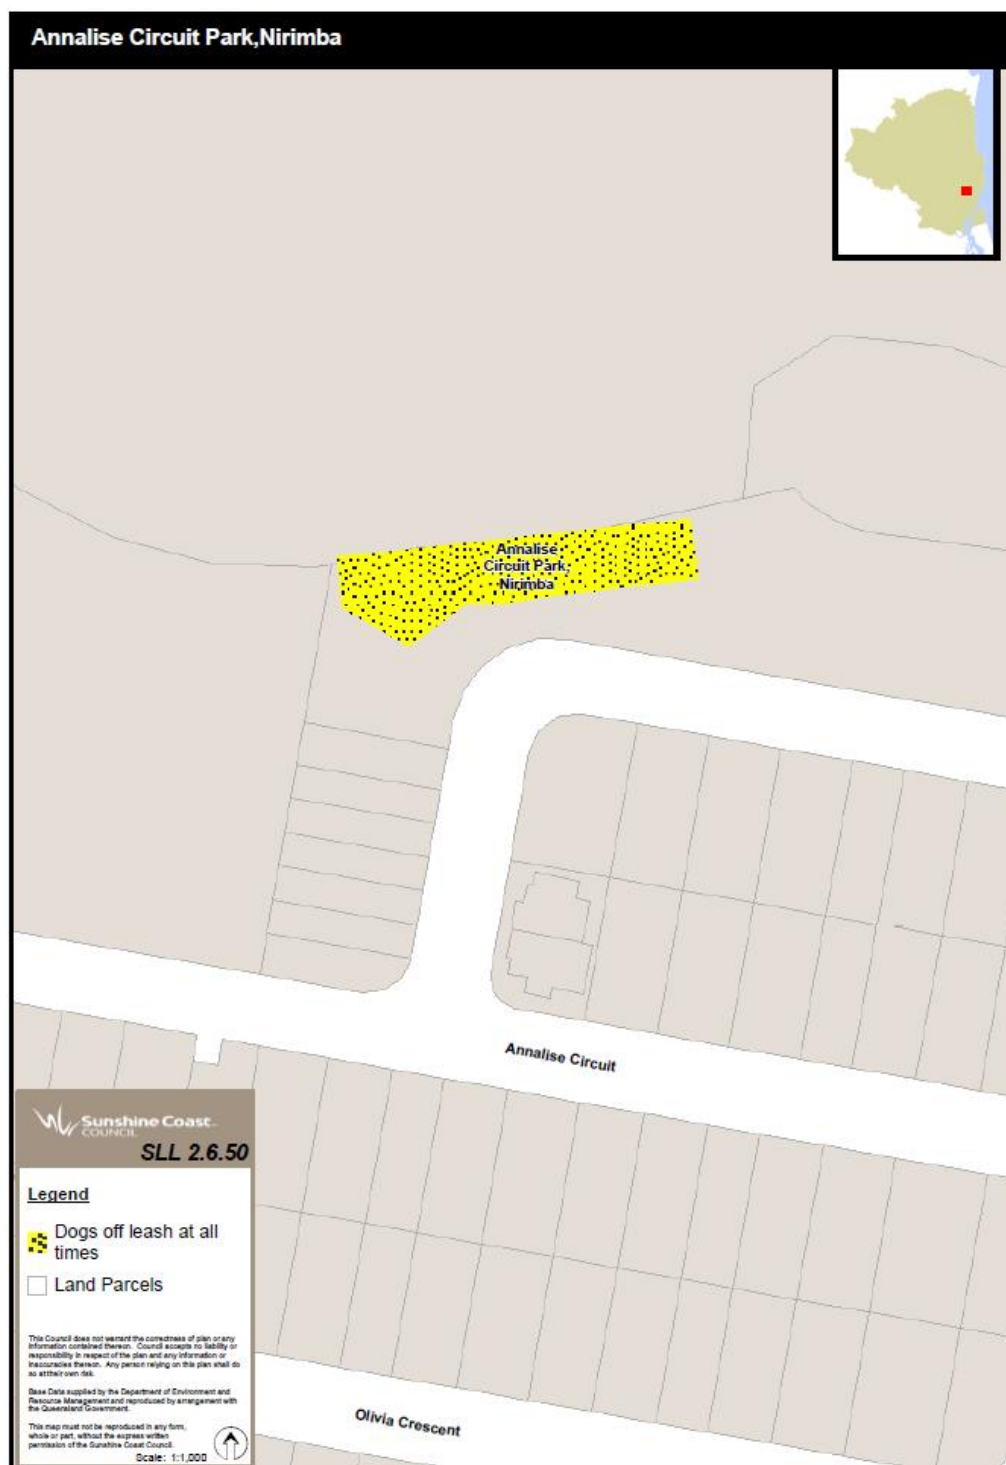 Annalise Circuit Park,Nirimba
Annalise
Circuit Park,
Nirimba
Annalise Circuit
Sunshine Coast
COUNCIL
SLL 2.6.50
Legend
Dogs off leash at all
times
Land Parcels
This Council does not warrant the correctness of plan or any
information contained thereon. Council accepts no liability or
responsibility in respect of the plan and any information or
inaccuracies thereon. Any person relying on this plan shall do
so at their own risk.
Base Data supplied by the Department of Environment and
Resource Management and reproduced by arrangement with
the Queensland Government.
This map must not be reproduced in any form,
whole or part, without the express written
permission of the Sunshine Coast Council.
Scale: 1:1,000
Olivia Crescent